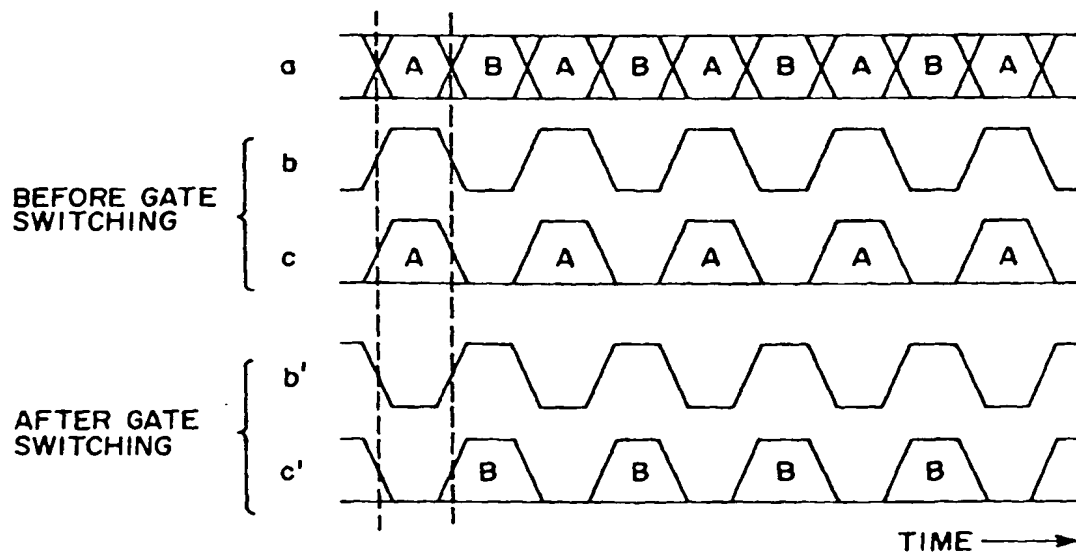 a A B A B A B A B A
b
BEFORE GATE
SWITCHING
c A A A A A
b'
AFTER GATE
SWITCHING
c' B B B B
TIME